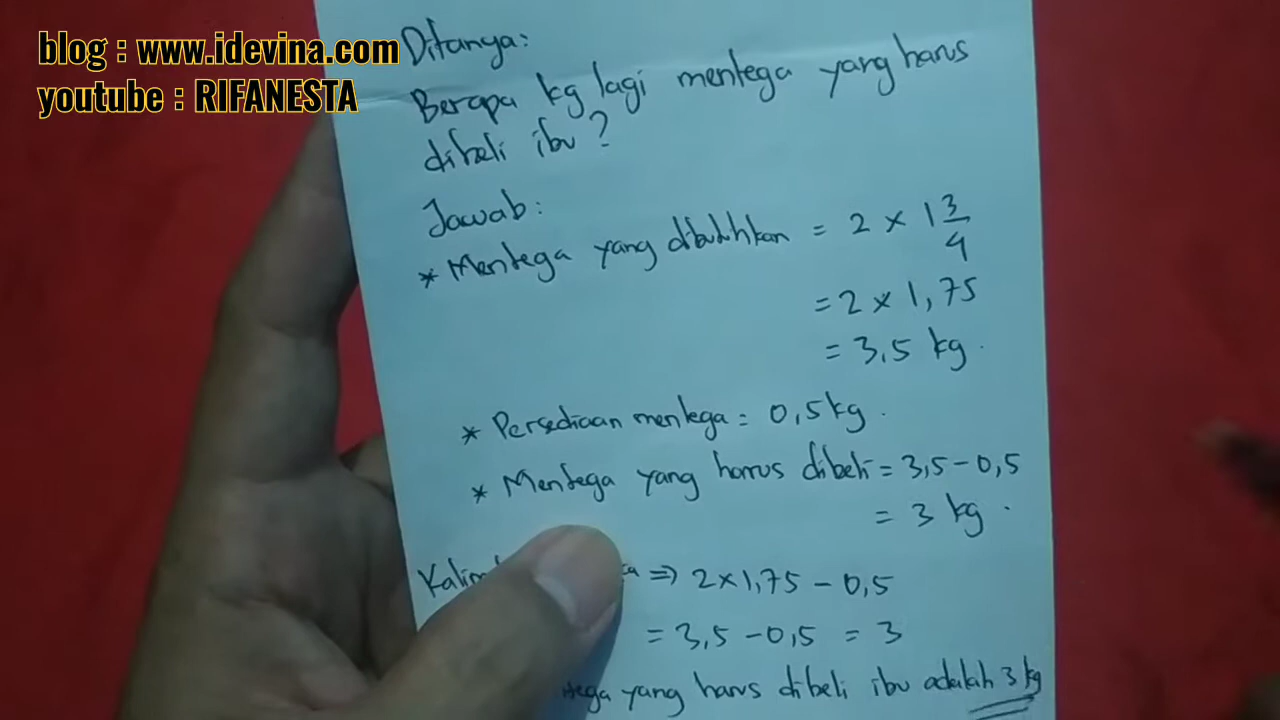 blog : www.idevina.com
youtube : RIFANESTA
Ditanya:
Berapa kg lagi mentega yang harus
dibeli ibu?
Jawab:
* Mentega yang dibutuhkan = 2 × 1 3/4
= 2 × 1,75
= 3,5 kg.
* Persediaan mentega = 0,5 kg.
* Mentega yang harus dibeli = 3,5 - 0,5
= 3 kg.
⇒ 2×1,75 - 0,5
= 3,5 - 0,5 = 3
yang harus dibeli ibu adalah 3 kg